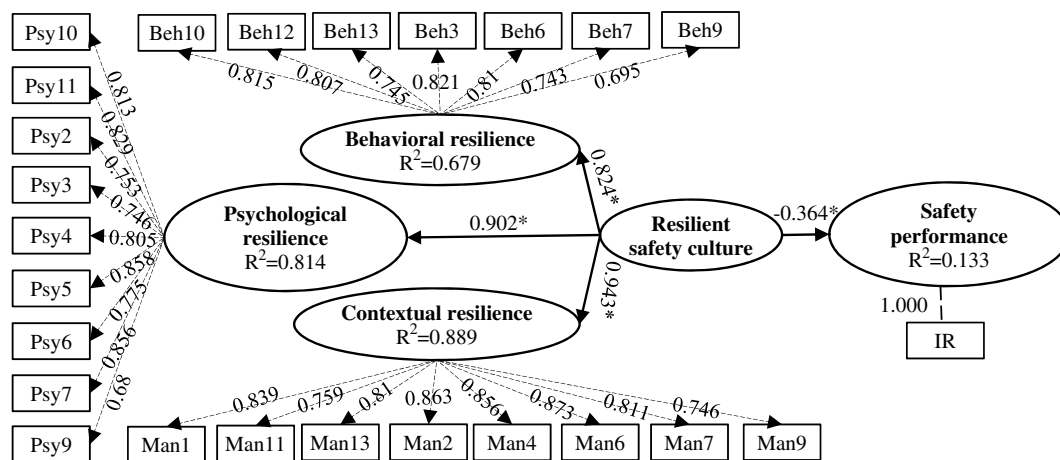 Psy10
Psy11
Psy2
Psy3
Psy4
Psy5
Psy6
Psy7
Psy9
0.813
0.829
0.753
0.746
0.805
0.858
0.775
0.856
0.68
Beh10
Beh12
Beh13
Beh3
Beh6
Beh7
Beh9
0.815
0.807
0.745
0.821
0.81
0.743
0.695
Behavioral resilience
R²=0.679
Psychological
resilience
R²=0.814
Contextual resilience
R²=0.889
0.824*
0.902*
0.943*
Resilient
safety culture
-0.364*
Safety
performance
R²=0.133
1.000
IR
0.839
0.759
0.81
0.863
0.856
0.873
0.811
0.746
Man1
Man11
Man13
Man2
Man4
Man6
Man7
Man9